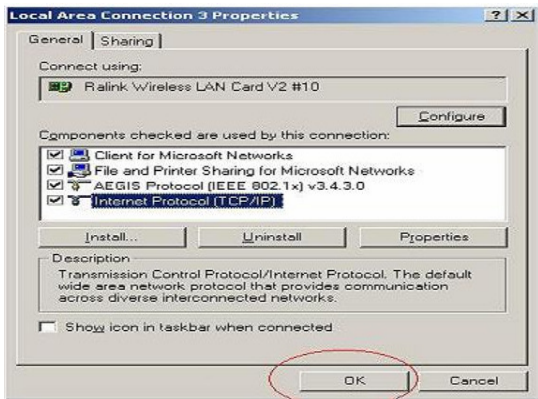 Local Area Connection 3 Properties
General Sharing
Connect using:
Ralink Wireless LAN Card V2 #10
Configure
Components checked are used by this connection:
Client for Microsoft Networks
File and Printer Sharing for Microsoft Networks
AEGIS Protocol (IEEE 802.1x) v3.4.3.0
Internet Protocol (TCP/IP)
Install... Uninstall Properties
Description
Transmission Control Protocol/Internet Protocol. The default
wide area network protocol that provides communication
across diverse interconnected networks.
Show icon in taskbar when connected
OK Cancel